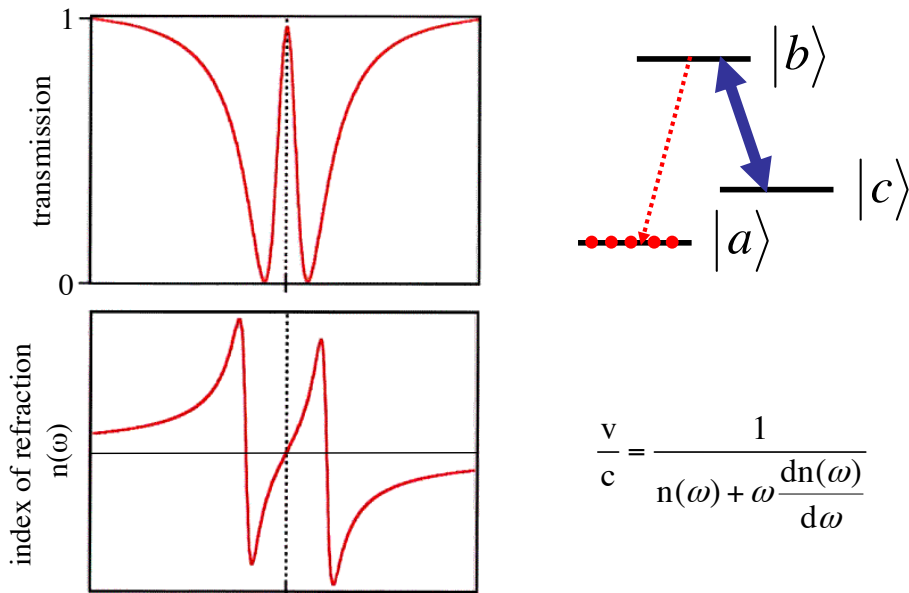 1
transmission
0
index of refraction
n(ω)
|b⟩
|c⟩
|a⟩
v/c = 1/(n(ω) + ω dn(ω)/dω)